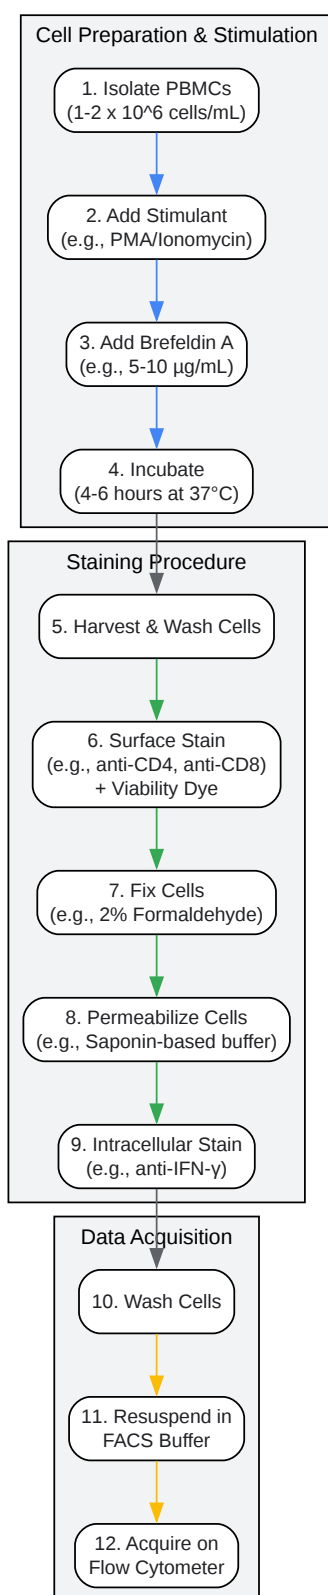 Cell Preparation & Stimulation
1. Isolate PBMCs
(1-2 x 10^6 cells/mL)
2. Add Stimulant
(e.g., PMA/Ionomycin)
3. Add Brefeldin A
(e.g., 5-10 µg/mL)
4. Incubate
(4-6 hours at 37°C)
Staining Procedure
5. Harvest & Wash Cells
6. Surface Stain
(e.g., anti-CD4, anti-CD8)
+ Viability Dye
7. Fix Cells
(e.g., 2% Formaldehyde)
8. Permeabilize Cells
(e.g., Saponin-based buffer)
9. Intracellular Stain
(e.g., anti-IFN-γ)
Data Acquisition
10. Wash Cells
11. Resuspend in
FACS Buffer
12. Acquire on
Flow Cytometer